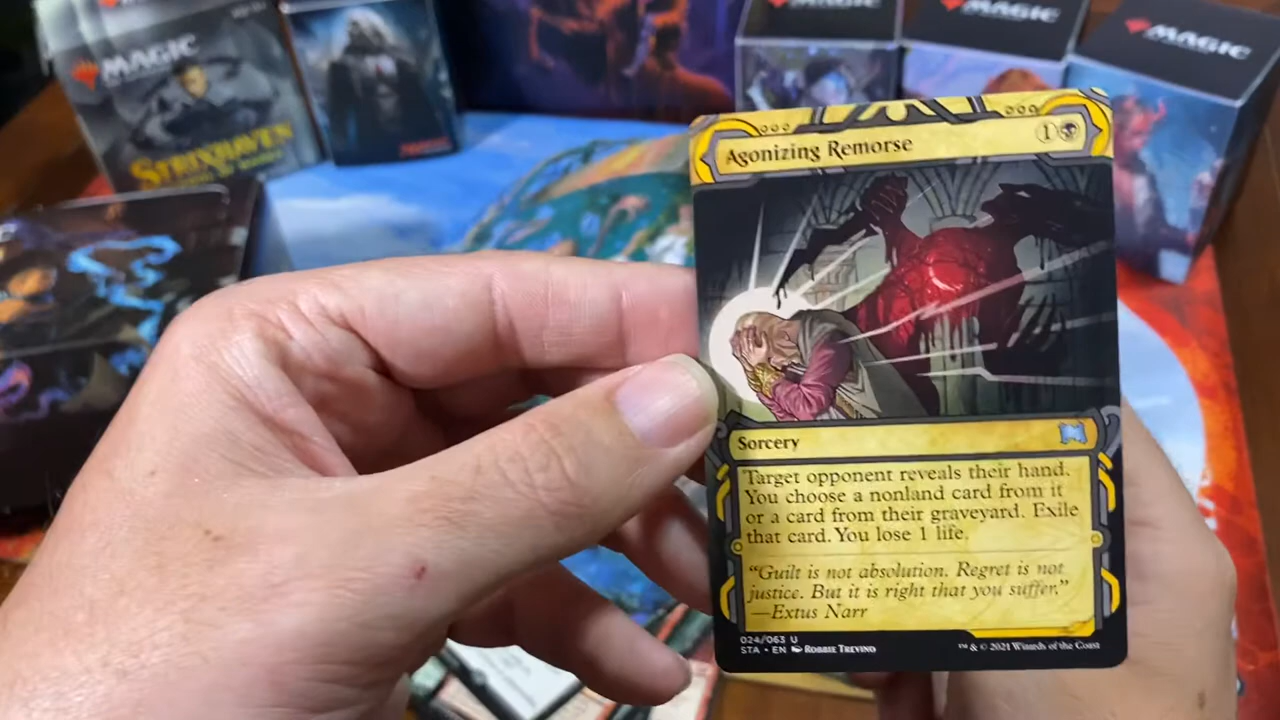 MAGIC
MAGIC
MAGIC
MAGIC
STRIXHAVEN
Agonizing Remorse
1
Sorcery
Target opponent reveals their hand.
You choose a nonland card from it
or a card from their graveyard. Exile
that card. You lose 1 life.
"Guilt is not absolution. Regret is not
justice. But it is right that you suffer."
—Extus Narr
024/063 U
STA • EN Robbie Trevino
™ & © 2021 Wizards of the Coast